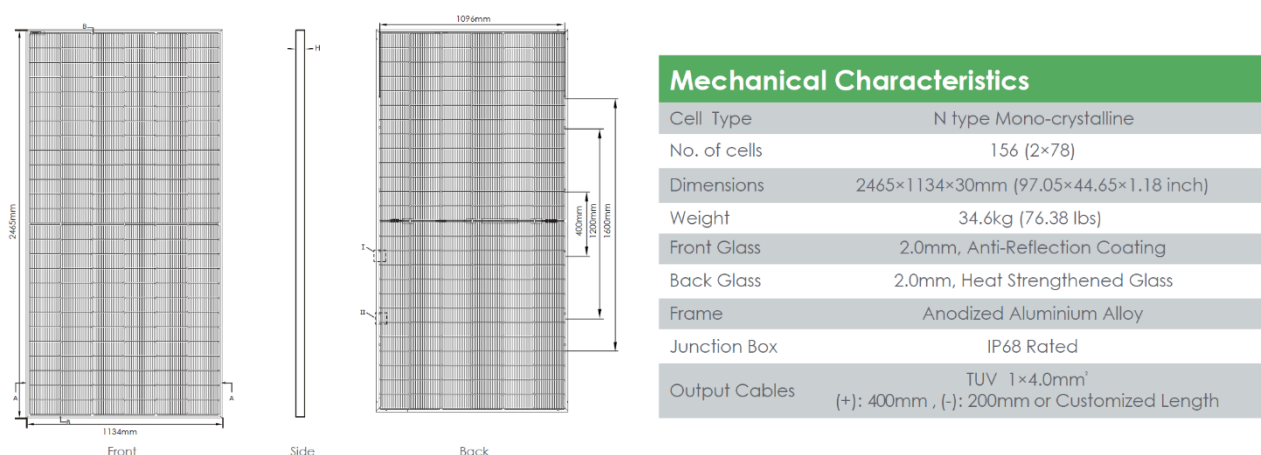 B
2465mm
A
A
B
1134mm
Front
H
Side
1096mm
400mm
1200mm
1600mm
I
II
Back
Mechanical Characteristics
Cell Type N type Mono-crystalline
No. of cells 156 (2×78)
Dimensions 2465×1134×30mm (97.05×44.65×1.18 inch)
Weight 34.6kg (76.38 lbs)
Front Glass 2.0mm, Anti-Reflection Coating
Back Glass 2.0mm, Heat Strengthened Glass
Frame Anodized Aluminium Alloy
Junction Box IP68 Rated
Output Cables TUV 1×4.0mm²
(+): 400mm , (-): 200mm or Customized Length